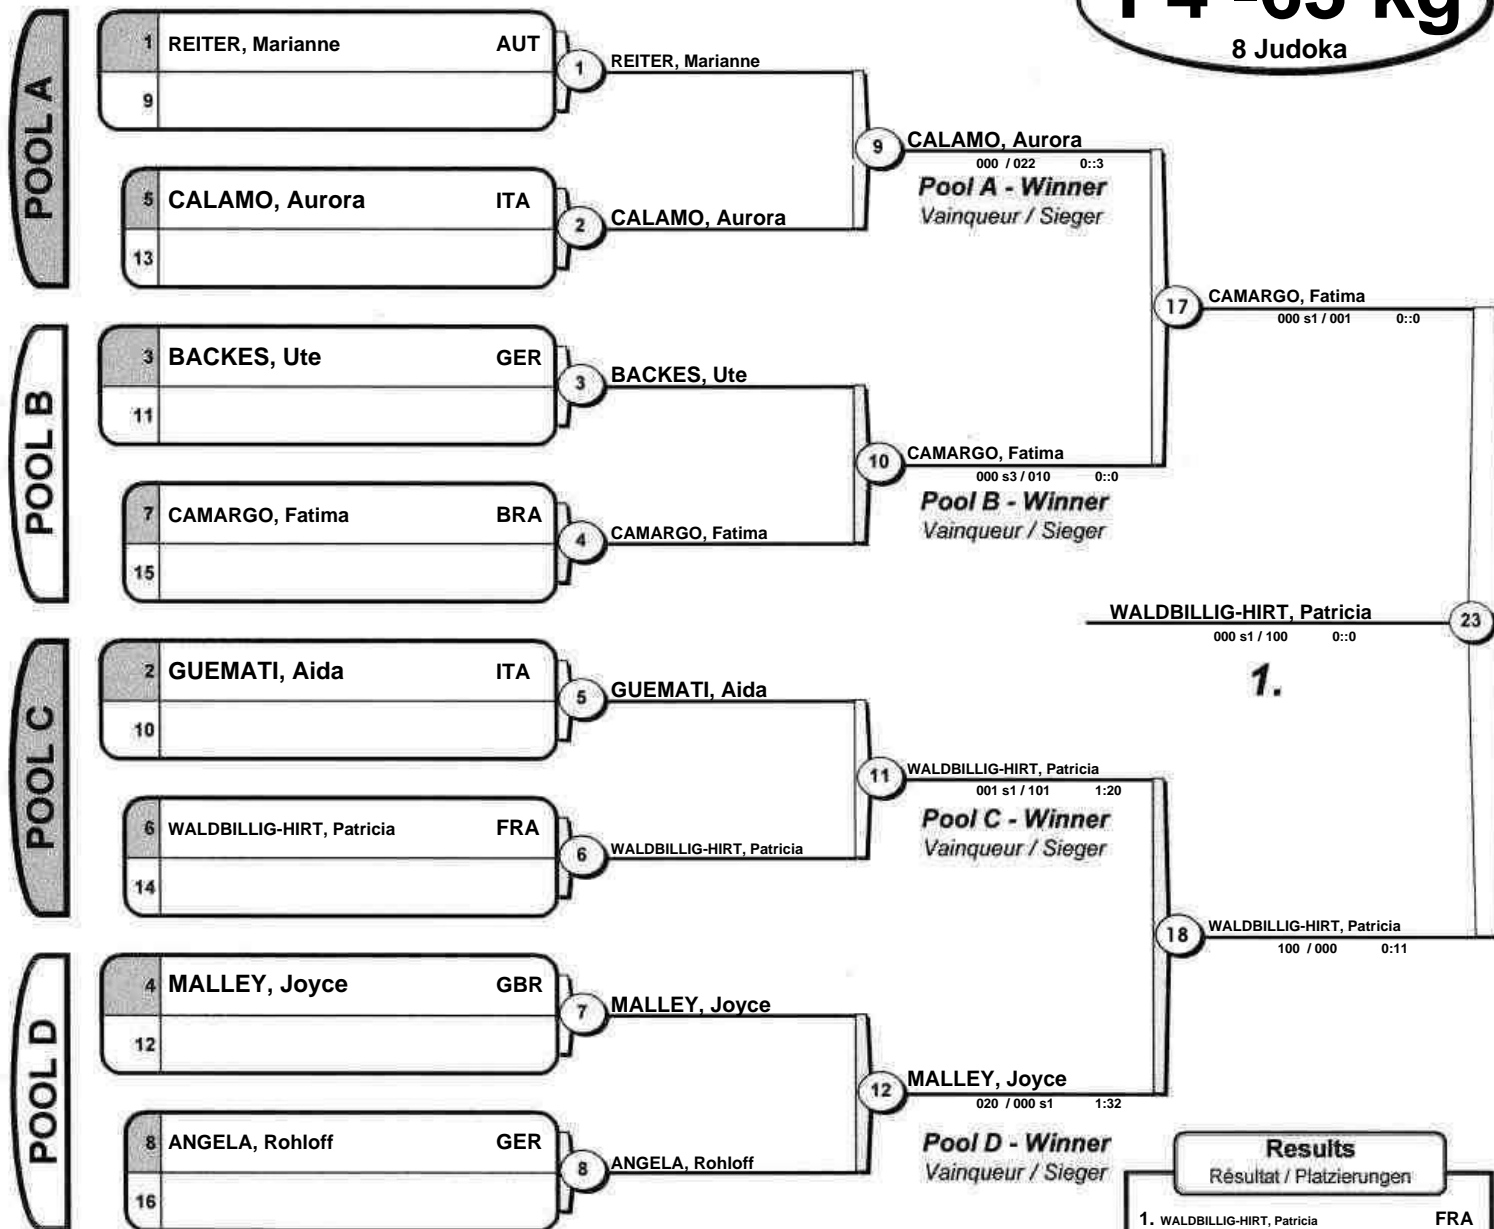 F4 -63 kg
8 Judoka
POOL A
1 REITER, Marianne AUT
9
1 REITER, Marianne
5 CALAMO, Aurora ITA
13
2 CALAMO, Aurora
9 CALAMO, Aurora
000 / 022 0::3
Pool A - Winner
Vainqueur / Sieger
POOL B
3 BACKES, Ute GER
11
3 BACKES, Ute
7 CAMARGO, Fatima BRA
15
4 CAMARGO, Fatima
10 CAMARGO, Fatima
000 s3 / 010 0::0
Pool B - Winner
Vainqueur / Sieger
17 CAMARGO, Fatima
000 s1 / 001 0::0
WALDBILLIG-HIRT, Patricia 23
000 s1 / 100 0::0
1.
POOL C
2 GUEMATI, Aida ITA
10
5 GUEMATI, Aida
6 WALDBILLIG-HIRT, Patricia FRA
14
6 WALDBILLIG-HIRT, Patricia
11 WALDBILLIG-HIRT, Patricia
001 s1 / 101 1:20
Pool C - Winner
Vainqueur / Sieger
POOL D
4 MALLEY, Joyce GBR
12
7 MALLEY, Joyce
8 ANGELA, Rohloff GER
16
8 ANGELA, Rohloff
12 MALLEY, Joyce
020 / 000 s1 1:32
Pool D - Winner
Vainqueur / Sieger
18 WALDBILLIG-HIRT, Patricia
100 / 000 0:11
Results
Résultat / Platzierungen
1. WALDBILLIG-HIRT, Patricia FRA